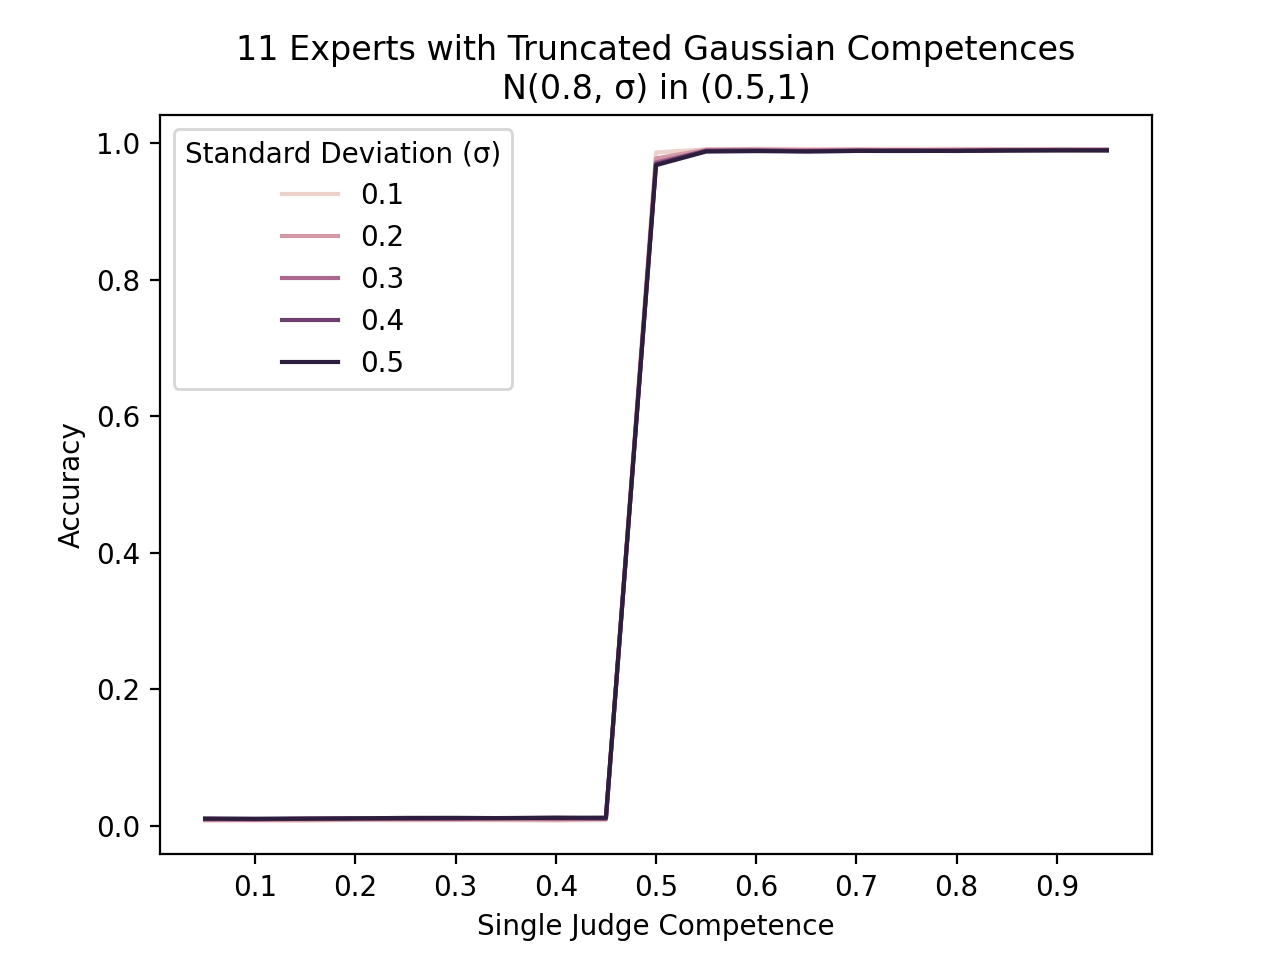 11 Experts with Truncated Gaussian Competences
N(0.8, σ) in (0.5,1)
Standard Deviation (σ)
0.1
0.2
0.3
0.4
0.5
Accuracy
1.0
0.8
0.6
0.4
0.2
0.0
0.1 0.2 0.3 0.4 0.5 0.6 0.7 0.8 0.9
Single Judge Competence